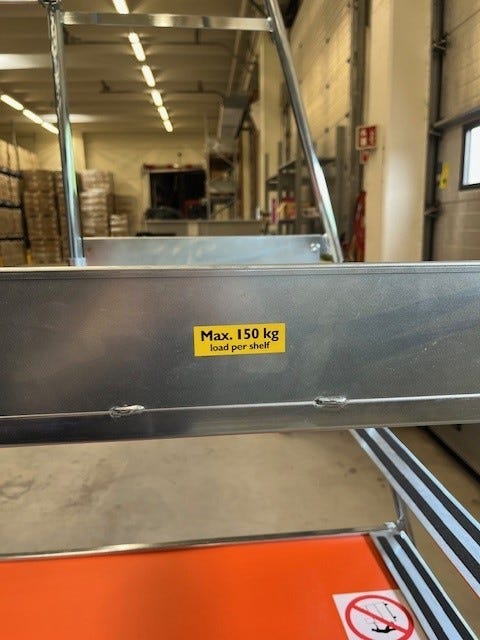 Max. 150 kg
load per shelf